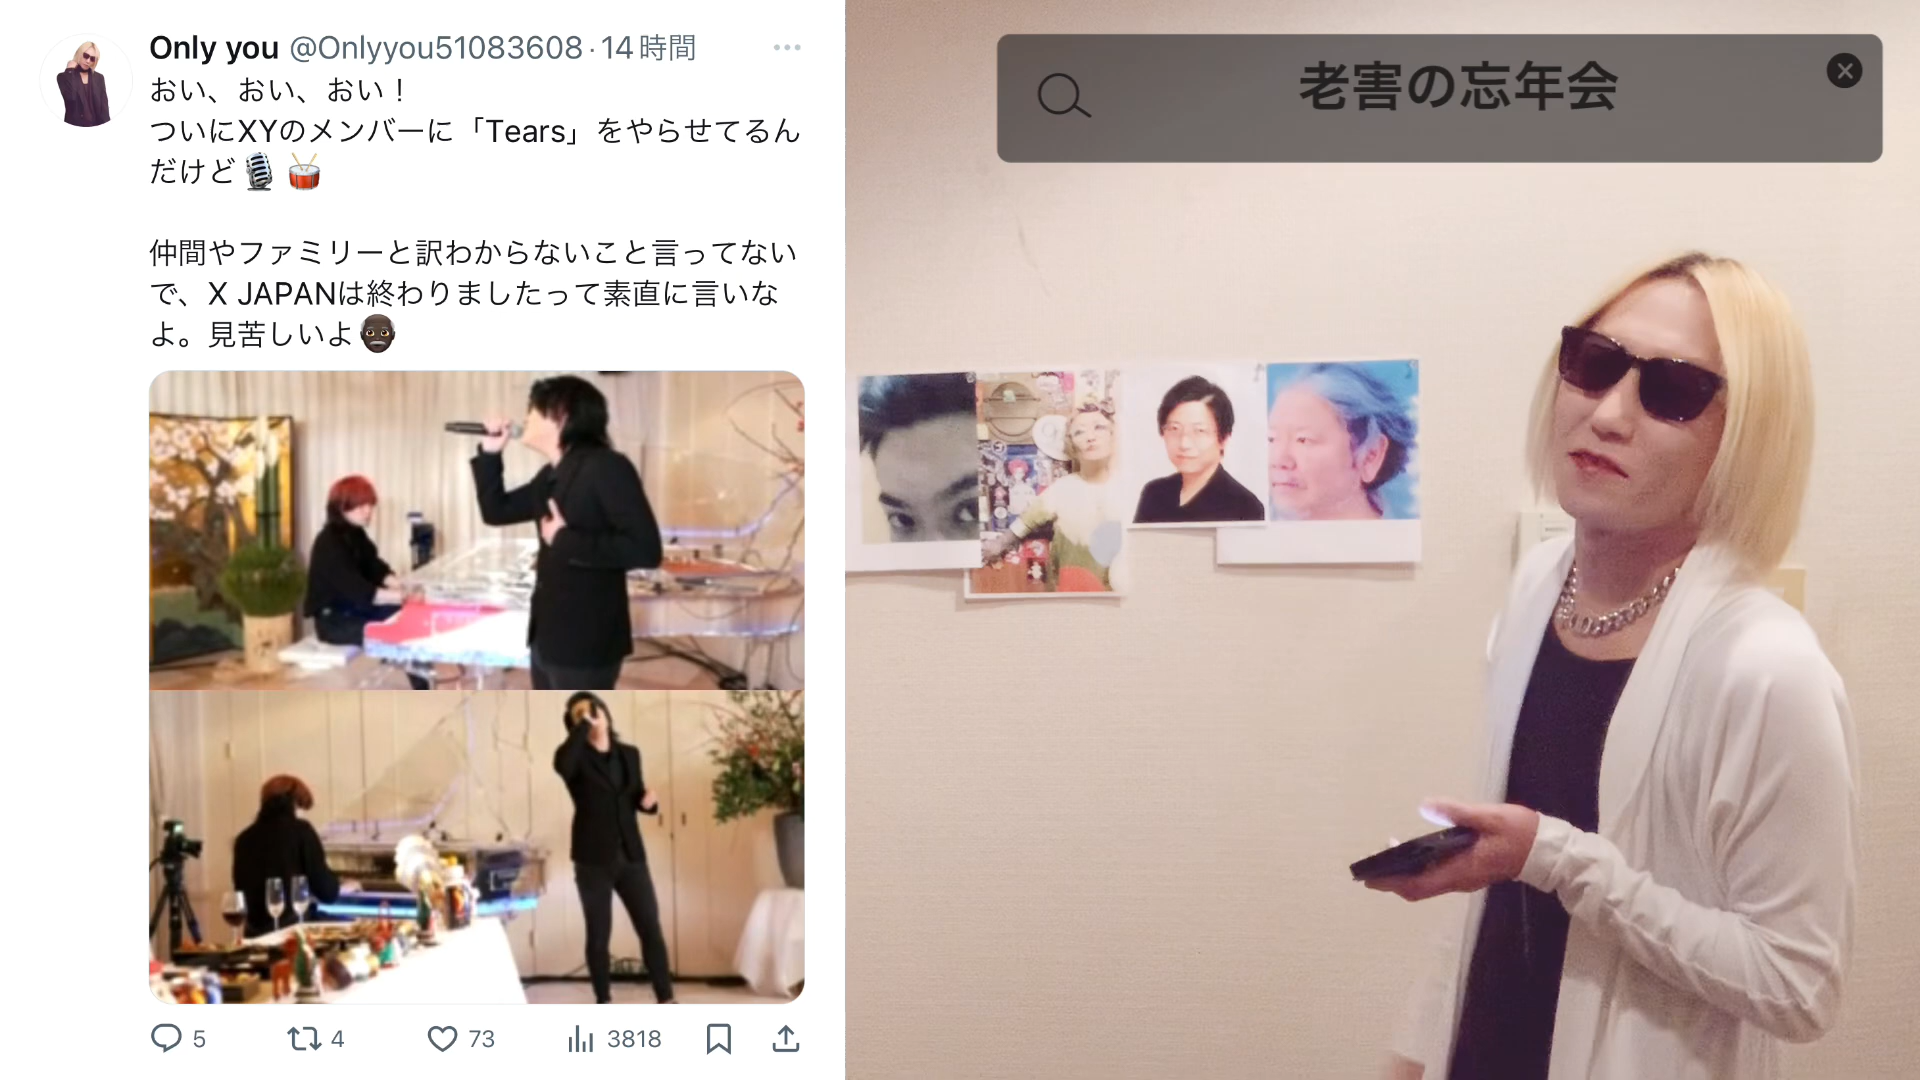 Only you @Onlyyou51083608·14時間
おい、おい、おい！
ついにXYのメンバーに「Tears」をやらせてるん
だけど🎙️🥁
仲間やファミリーと訳わからないこと言ってない
で、X JAPANは終わりましたって素直に言いな
よ。見苦しいよ👴🏿
5 4 73 3818
老害の忘年会